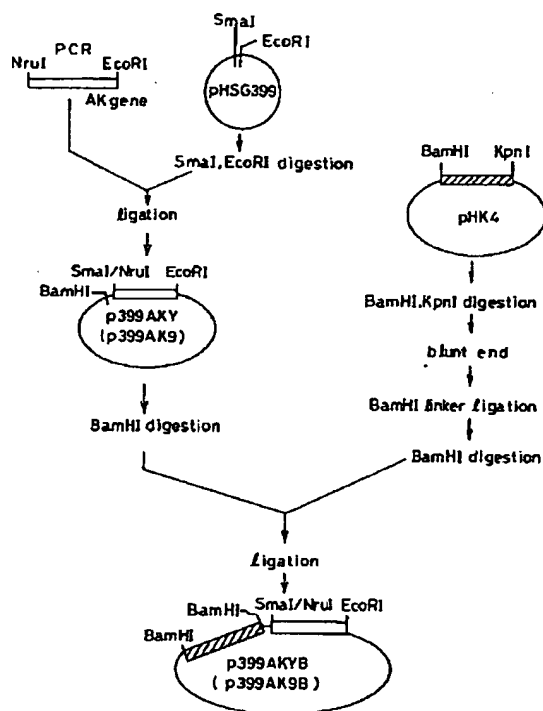 SmaI
PCR
EcoRI
NruI
EcoRI
AK gene
pHSG399
SmaI, EcoRI digestion
ligation
BamHI
KpnI
pHK4
SmaI/NruI EcoRI
BamHI
p399AKY
(p399AK9)
BamHI, KpnI digestion
blunt end
BamHI linker ligation
BamHI digestion
BamHI digestion
Ligation
SmaI/NruI EcoRI
BamHI
BamHI
p399AKYB
(p399AK9B)